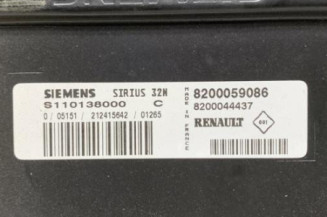 SIEMENS SIRIUS 32N
S110138000 C
0 / 05151 / 212415642 / 01265
MADE IN FRANCE
8200059086
8200044437
RENAULT